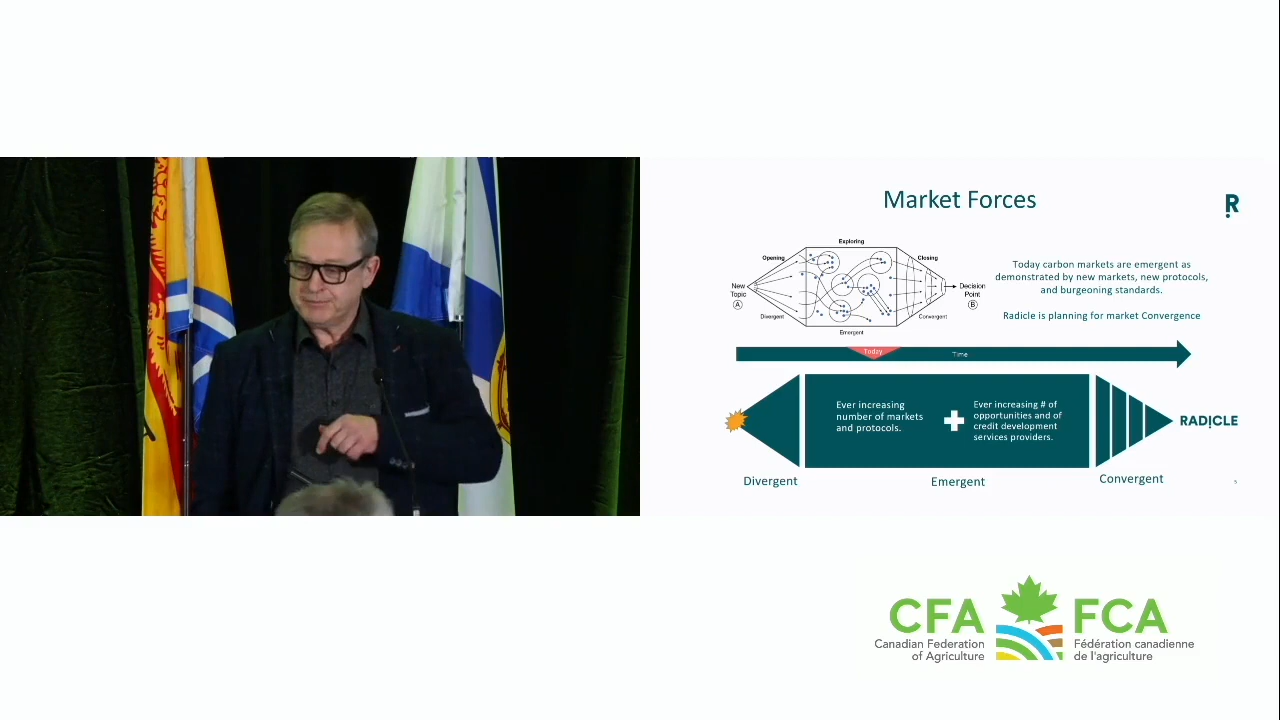 Market Forces
R
Exploring
Opening
Closing
New
Topic
A
Decision
Point
B
Divergent
Convergent
Emergent
Today carbon markets are emergent as
demonstrated by new markets, new protocols,
and burgeoning standards.
Radicle is planning for market Convergence
Today
Time
Ever increasing
number of markets
and protocols.
Ever increasing # of
opportunities and of
credit development
services providers.
RADICLE
Divergent
Emergent
Convergent
5
CFA FCA
Canadian Federation
of Agriculture
Fédération canadienne
de l'agriculture